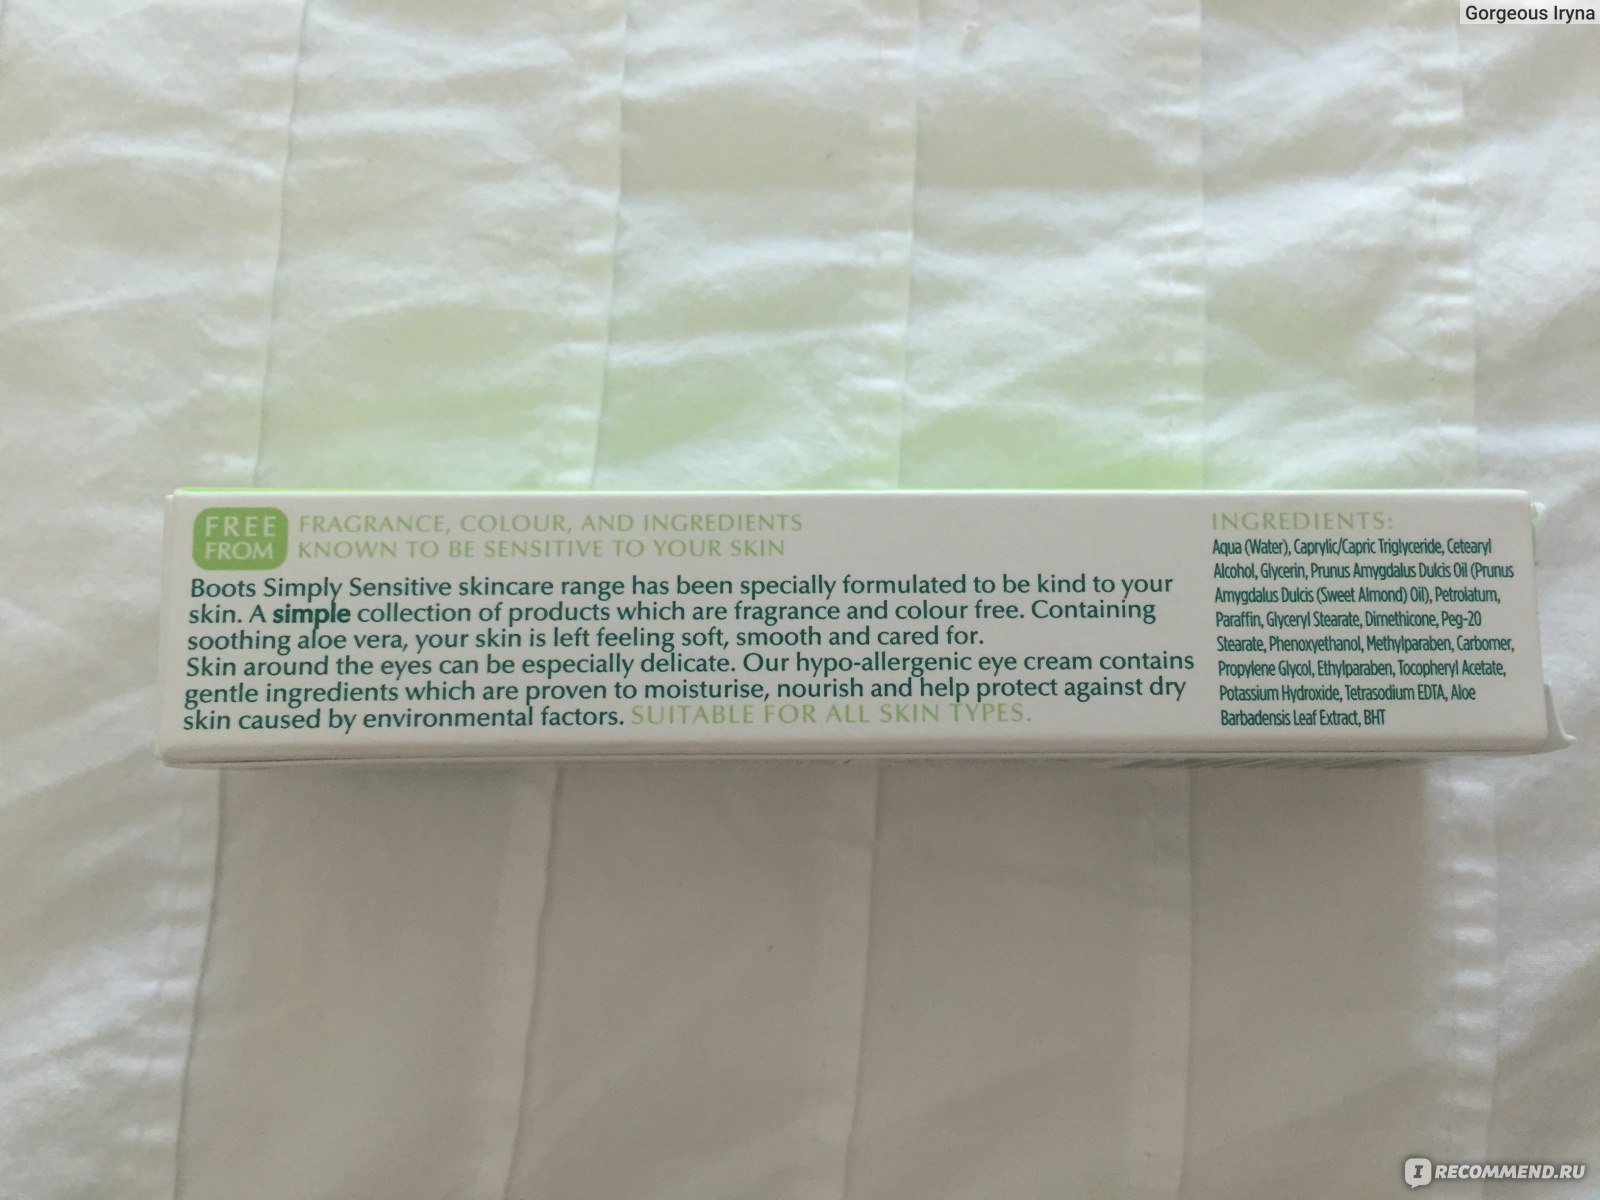 Gorgeous Iryna
FREE
FROM
FRAGRANCE, COLOUR, AND INGREDIENTS
KNOWN TO BE SENSITIVE TO YOUR SKIN
Boots Simply Sensitive skincare range has been specially formulated to be kind to your
skin. A simple collection of products which are fragrance and colour free. Containing
soothing aloe vera, your skin is left feeling soft, smooth and cared for.
Skin around the eyes can be especially delicate. Our hypo-allergenic eye cream contains
gentle ingredients which are proven to moisturise, nourish and help protect against dry
skin caused by environmental factors. SUITABLE FOR ALL SKIN TYPES.
INGREDIENTS:
Aqua (Water), Caprylic/Capric Triglyceride, Cetearyl
Alcohol, Glycerin, Prunus Amygdalus Dulcis Oil (Prunus
Amygdalus Dulcis (Sweet Almond) Oil), Petrolatum,
Paraffin, Glyceryl Stearate, Dimethicone, Peg-20
Stearate, Phenoxyethanol, Methylparaben, Carbomer,
Propylene Glycol, Ethylparaben, Tocopheryl Acetate,
Potassium Hydroxide, Tetrasodium EDTA, Aloe
Barbadensis Leaf Extract, BHT
IRECOMMEND.RU